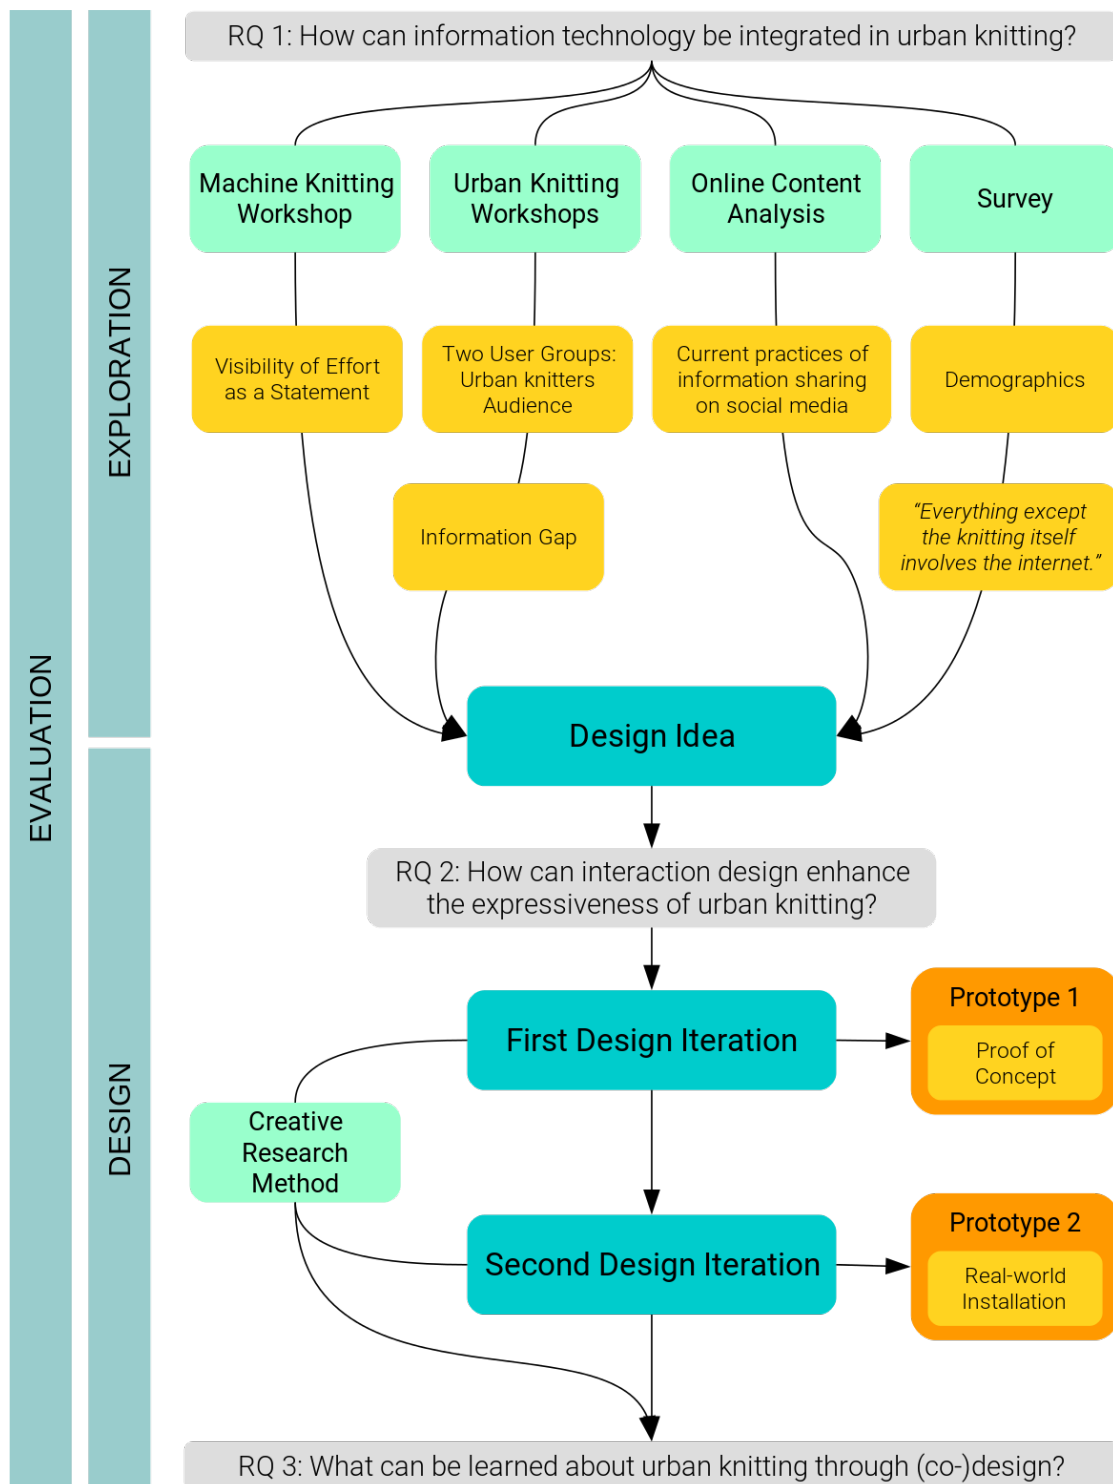 RQ 1: How can information technology be integrated in urban knitting?
Machine Knitting
Workshop
Urban Knitting
Workshops
Online Content
Analysis
Survey
Visibility of Effort
as a Statement
Two User Groups:
Urban knitters
Audience
Current practices of
information sharing
on social media
Demographics
Information Gap
“Everything except
the knitting itself
involves the internet.”
EXPLORATION
EVALUATION
Design Idea
RQ 2: How can interaction design enhance
the expressiveness of urban knitting?
First Design Iteration
Prototype 1
Proof of
Concept
DESIGN
Creative
Research
Method
Second Design Iteration
Prototype 2
Real-world
Installation
RQ 3: What can be learned about urban knitting through (co-)design?